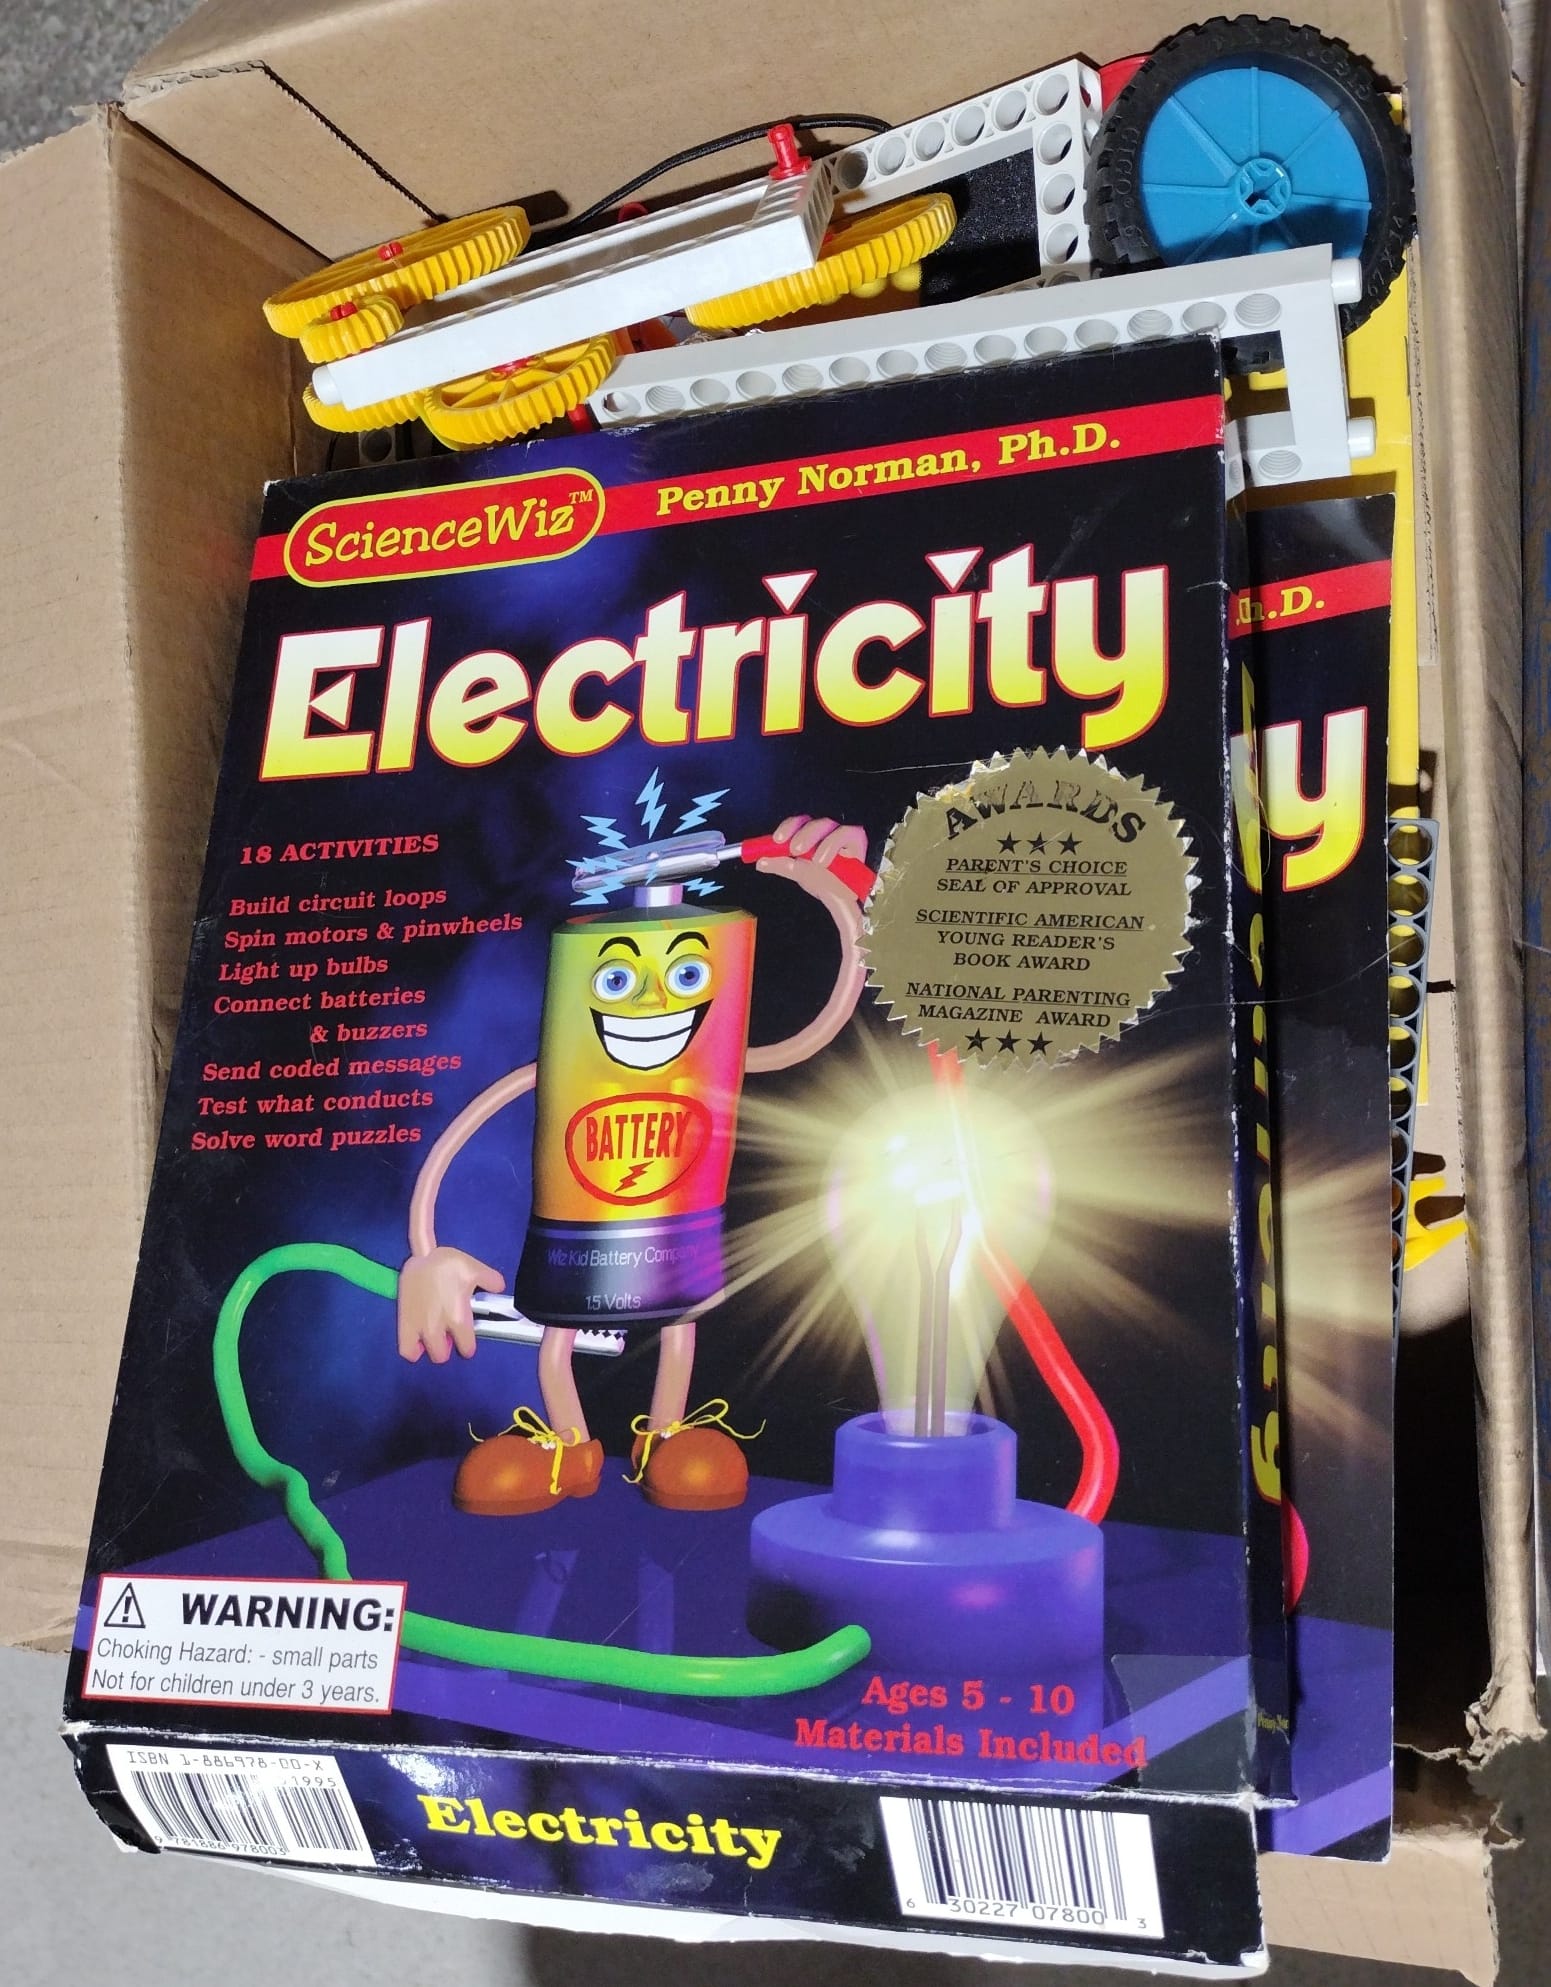 ScienceWiz™
Penny Norman, Ph.D.
Electricity
18 ACTIVITIES
Build circuit loops
Spin motors & pinwheels
Light up bulbs
Connect batteries
& buzzers
Send coded messages
Test what conducts
Solve word puzzles
AWARDS
PARENT'S CHOICE
SEAL OF APPROVAL
SCIENTIFIC AMERICAN
YOUNG READER'S
BOOK AWARD
NATIONAL PARENTING
MAGAZINE AWARD
BATTERY
Wiz Kid Battery Company
1.5 Volts
WARNING:
Choking Hazard: - small parts
Not for children under 3 years.
Ages 5 - 10
Materials Included
ISBN 1-886978-00-X
1995
9 781886 978003
Electricity
6 30227 07800 3
h.D.
y